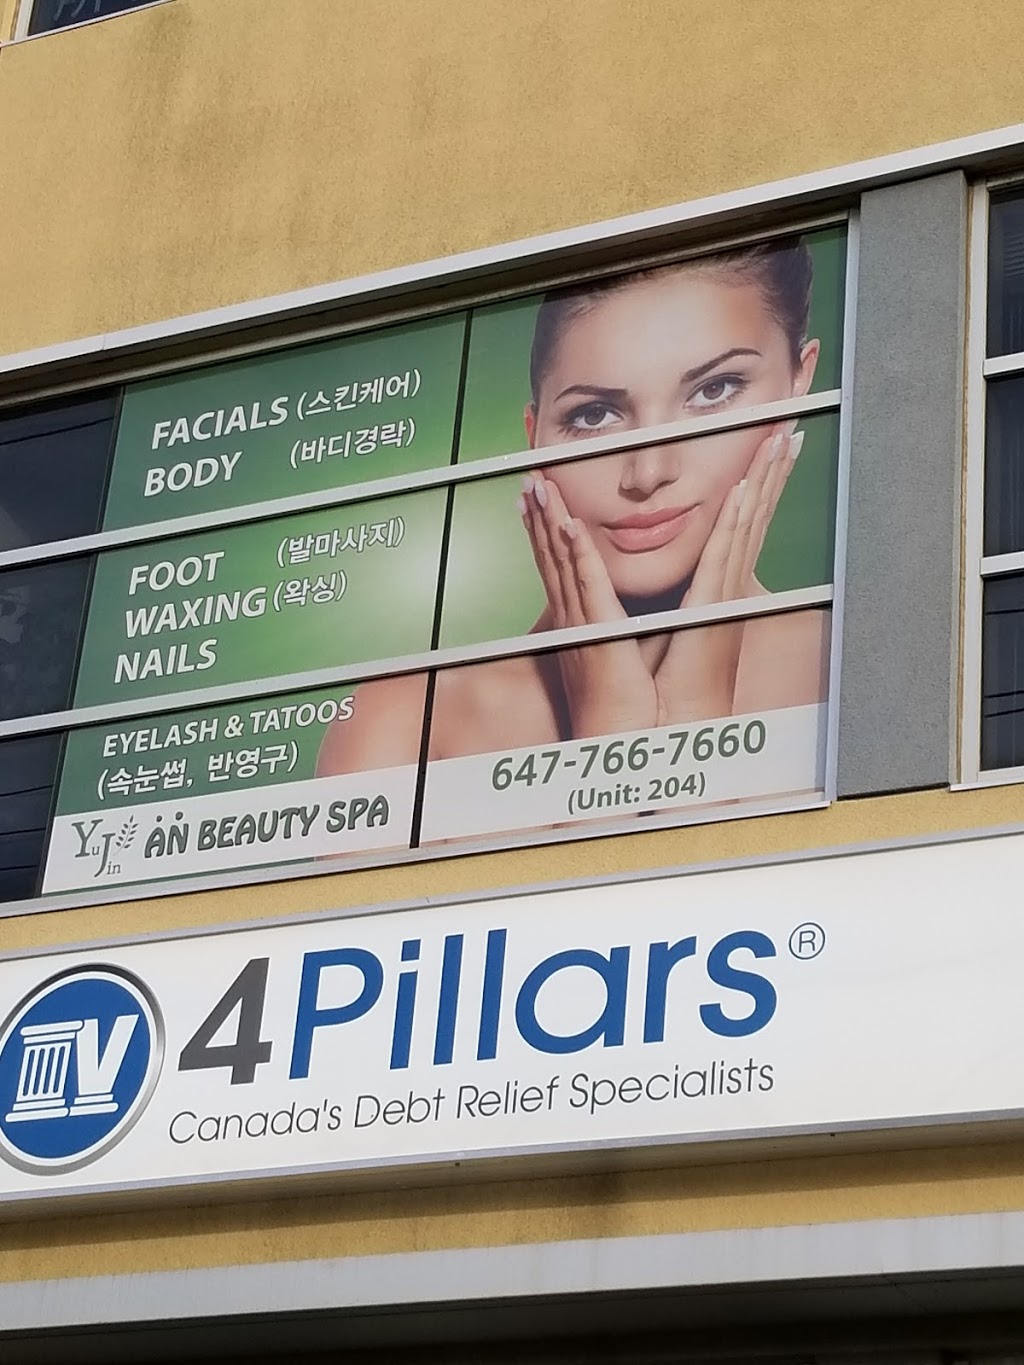 FACIALS (스킨케어)
BODY (바디경락)
FOOT (발마사지)
WAXING (왁싱)
NAILS
EYELASH & TATOOS
(속눈썹, 반영구)
YuJin ÄN BEAUTY SPA
647-766-7660
(Unit: 204)
IV 4Pillars®
Canada's Debt Relief Specialists